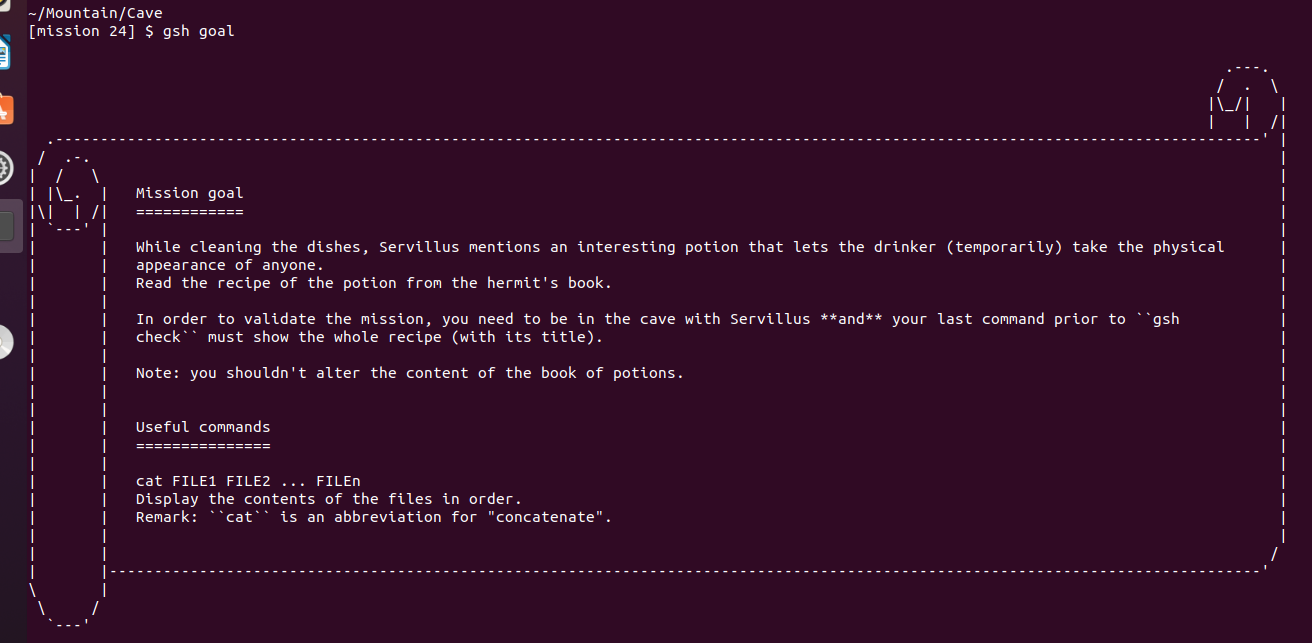 ~/Mountain/Cave
[mission 24] $ gsh goal
Mission goal
============
While cleaning the dishes, Servillus mentions an interesting potion that lets the drinker (temporarily) take the physical
appearance of anyone.
Read the recipe of the potion from the hermit's book.
In order to validate the mission, you need to be in the cave with Servillus **and** your last command prior to ``gsh
check`` must show the whole recipe (with its title).
Note: you shouldn't alter the content of the book of potions.
Useful commands
===============
cat FILE1 FILE2 ... FILEn
Display the contents of the files in order.
Remark: ``cat`` is an abbreviation for "concatenate".